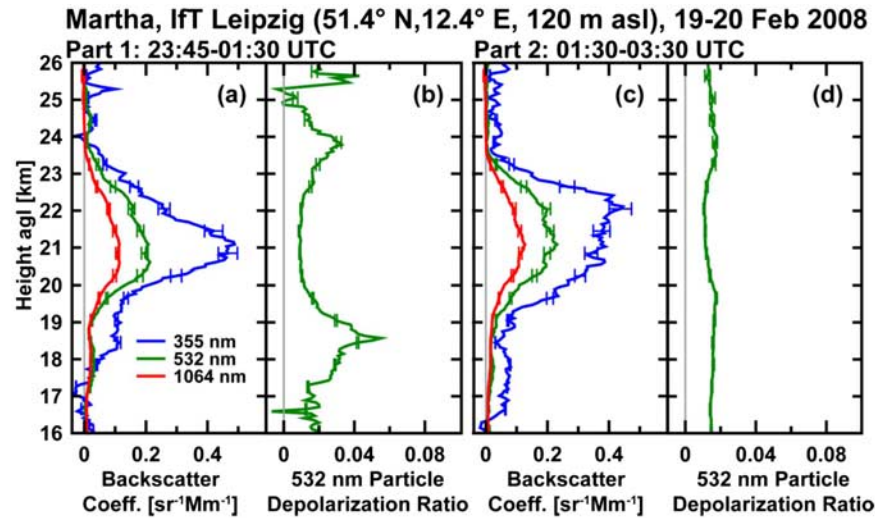 Martha, IfT Leipzig (51.4° N,12.4° E, 120 m asl), 19-20 Feb 2008
Part 1: 23:45-01:30 UTC
Part 2: 01:30-03:30 UTC
(a)
(b)
(c)
(d)
Height agl [km]
26
25
24
23
22
21
20
19
18
17
16
355 nm
532 nm
1064 nm
0 0.2 0.4
0 0.04 0.08
0 0.2 0.4
0 0.04 0.08
Backscatter
Coeff. [sr⁻¹Mm⁻¹]
532 nm Particle
Depolarization Ratio
Backscatter
Coeff. [sr⁻¹Mm⁻¹]
532 nm Particle
Depolarization Ratio